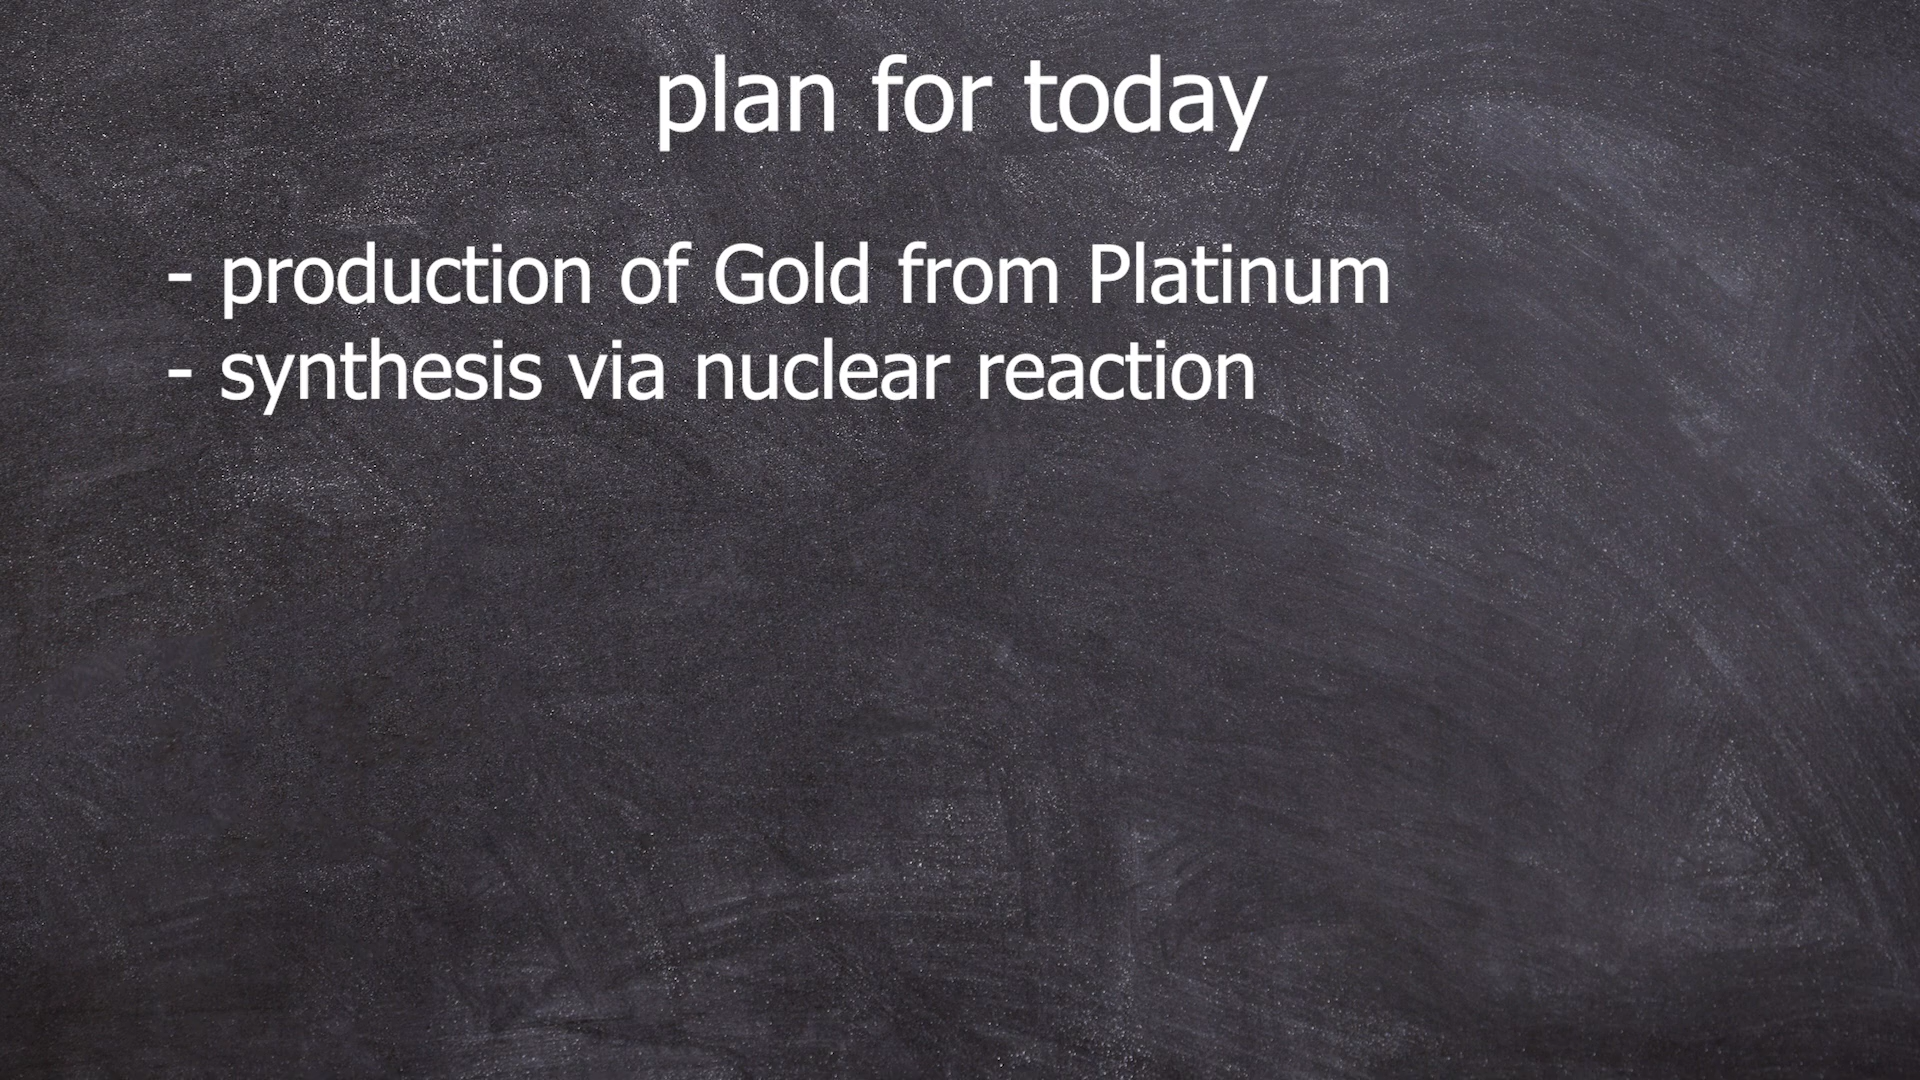 plan for today
- production of Gold from Platinum
- synthesis via nuclear reaction